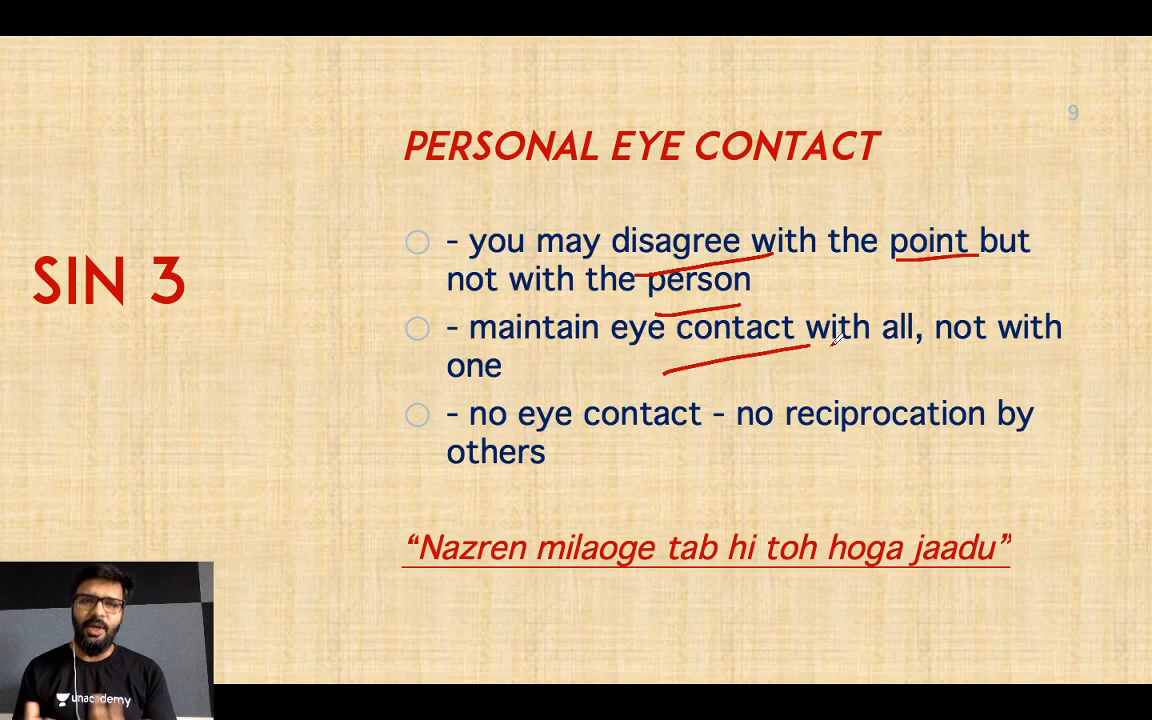 9
PERSONAL EYE CONTACT
SIN 3
- you may disagree with the point but
not with the person
- maintain eye contact with all, not with
one
- no eye contact - no reciprocation by
others
“Nazren milaoge tab hi toh hoga jaadu”
unacademy